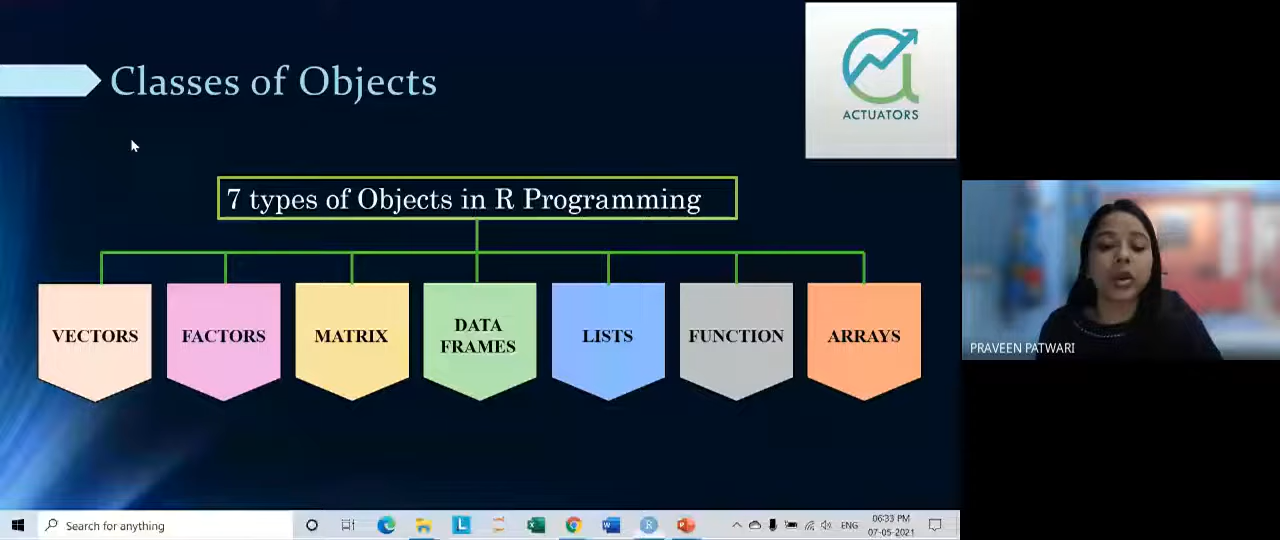 Classes of Objects
ACTUATORS
7 types of Objects in R Programming
VECTORS
FACTORS
MATRIX
DATA
FRAMES
LISTS
FUNCTION
ARRAYS
PRAVEEN PATWARI
Search for anything
ENG
06:33 PM
07-05-2021